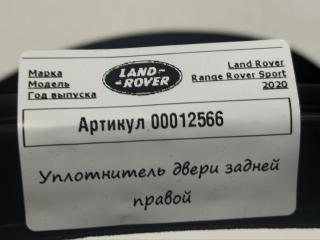 Марка
Модель
Год выпуска
LAND-
-ROVER
Land Rover
Range Rover Sport
2020
Артикул 00012566
Уплотнитель двери задней
правой